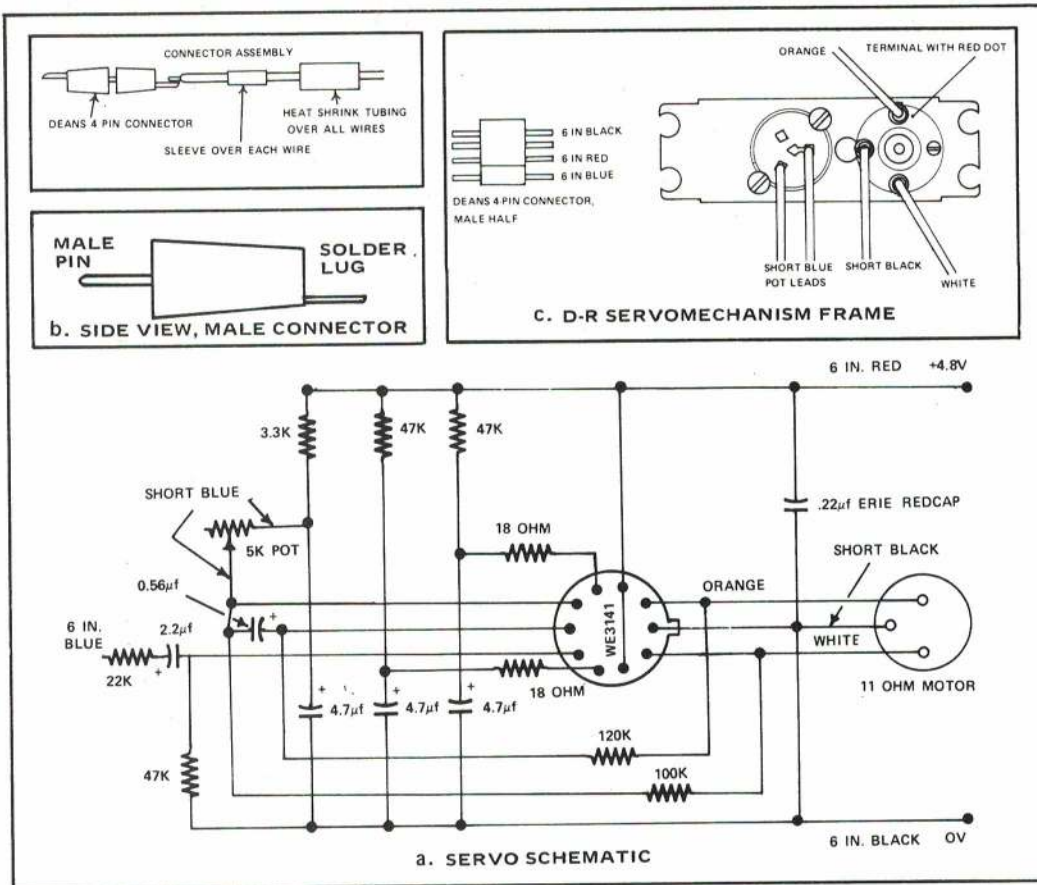 CONNECTOR ASSEMBLY
DEANS 4 PIN CONNECTOR
HEAT SHRINK TUBING
OVER ALL WIRES
SLEEVE OVER EACH WIRE
MALE
PIN
SOLDER
LUG
b. SIDE VIEW, MALE CONNECTOR
ORANGE
TERMINAL WITH RED DOT
6 IN BLACK
6 IN RED
6 IN BLUE
DEANS 4 PIN CONNECTOR,
MALE HALF
SHORT BLUE
POT LEADS
SHORT BLACK
WHITE
c. D-R SERVOMECHANISM FRAME
6 IN. RED +4.8V
3.3K
47K
47K
SHORT BLUE
5K POT
18 OHM
.22µf ERIE REDCAP
SHORT BLACK
0.56µf
ORANGE
6 IN.
BLUE
2.2µf
+
22K
+
WE3141
WHITE
18 OHM
11 OHM MOTOR
+
4.7µf
+
4.7µf
+
4.7µf
120K
47K
100K
6 IN. BLACK OV
a. SERVO SCHEMATIC